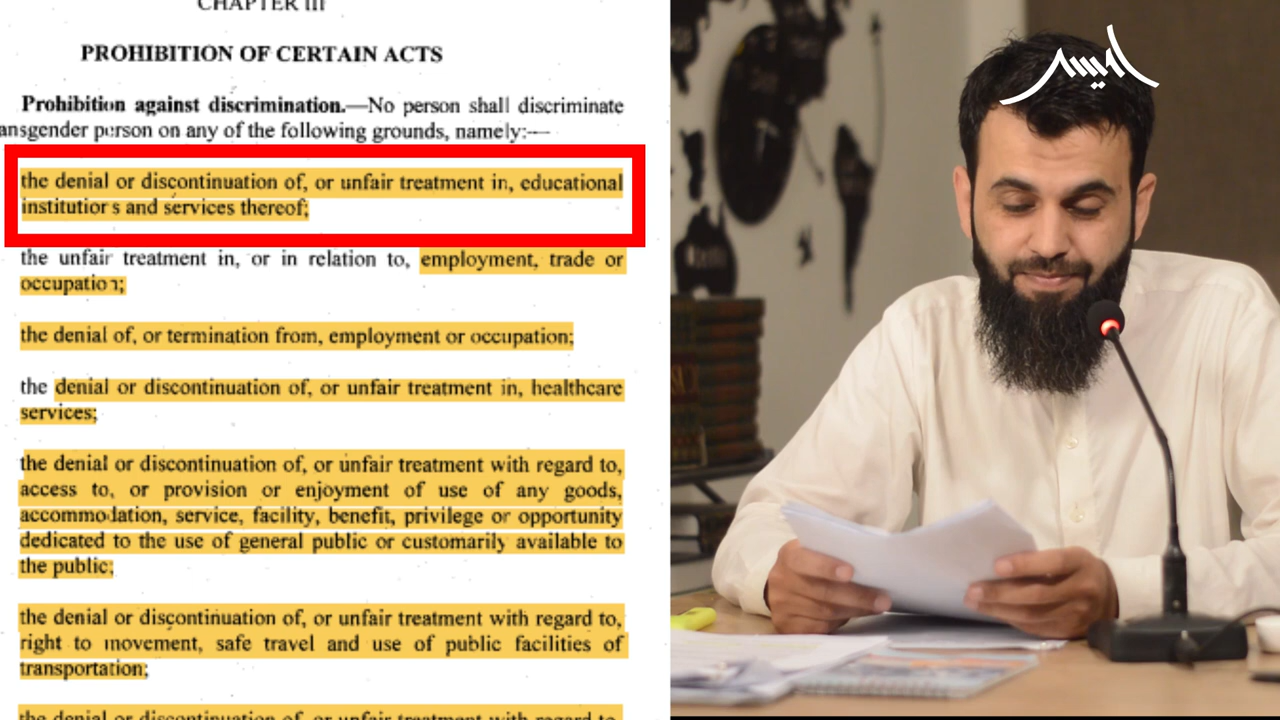 CHAPTER III
PROHIBITION OF CERTAIN ACTS
Prohibition against discrimination.—No person shall discriminate
ansgender person on any of the following grounds, namely:—
the denial or discontinuation of, or unfair treatment in, educational
institutions and services thereof;
the unfair treatment in, or in relation to, employment, trade or
occupation;
the denial of, or termination from, employment or occupation;
the denial or discontinuation of, or unfair treatment in, healthcare
services;
the denial or discontinuation of, or unfair treatment with regard to,
access to, or provision or enjoyment of use of any goods,
accommodation, service, facility, benefit, privilege or opportunity
dedicated to the use of general public or customarily available to
the public;
the denial or discontinuation of, or unfair treatment with regard to,
right to movement, safe travel and use of public facilities of
transportation;
the denial or discontinuation of, or unfair treatment with regard to,